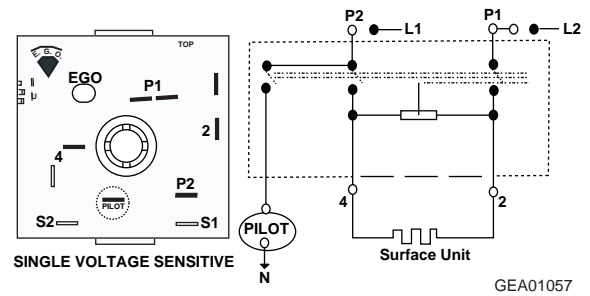 TOP
E. G. O.
EGO
P1
2
4
P2
PILOT
S2
S1
SINGLE VOLTAGE SENSITIVE
P2
L1
P1
L2
4
2
PILOT
N
Surface Unit
GEA01057